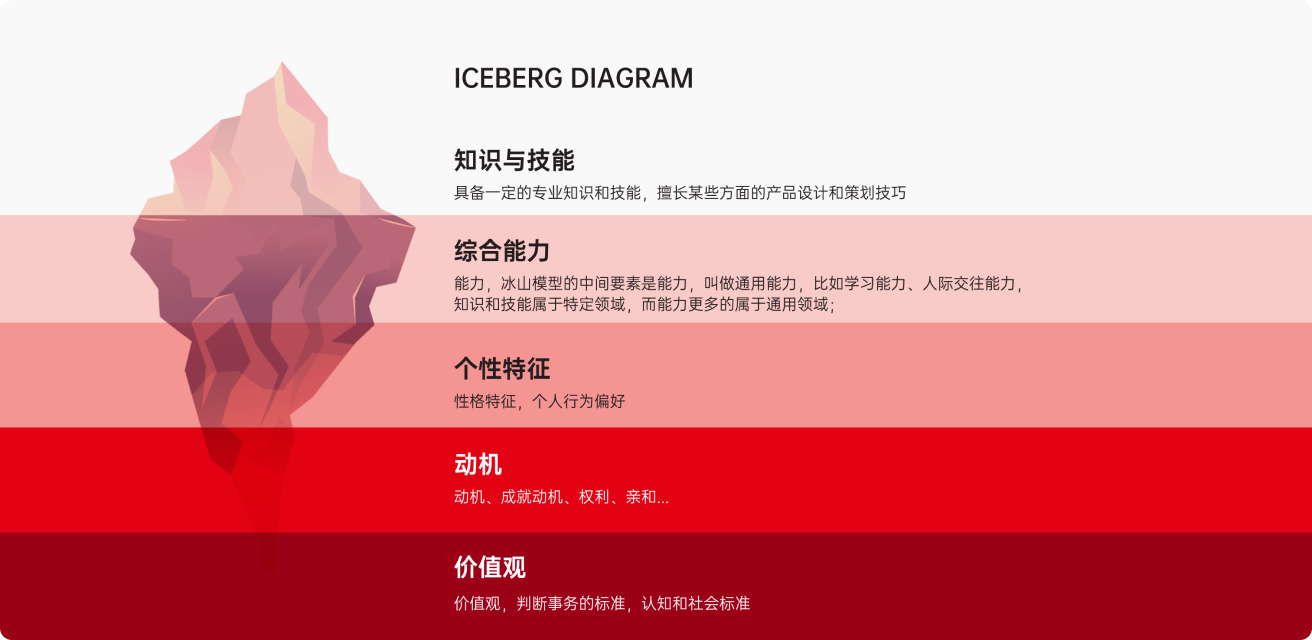 ICEBERG DIAGRAM
知识与技能
具备一定的专业知识和技能，擅长某些方面的产品设计和策划技巧
综合能力
能力，冰山模型的中间要素是能力，叫做通用能力，比如学习能力、人际交往能力，
知识和技能属于特定领域，而能力更多的属于通用领域；
个性特征
性格特征，个人行为偏好
动机
动机、成就动机、权利、亲和...
价值观
价值观，判断事务的标准，认知和社会标准